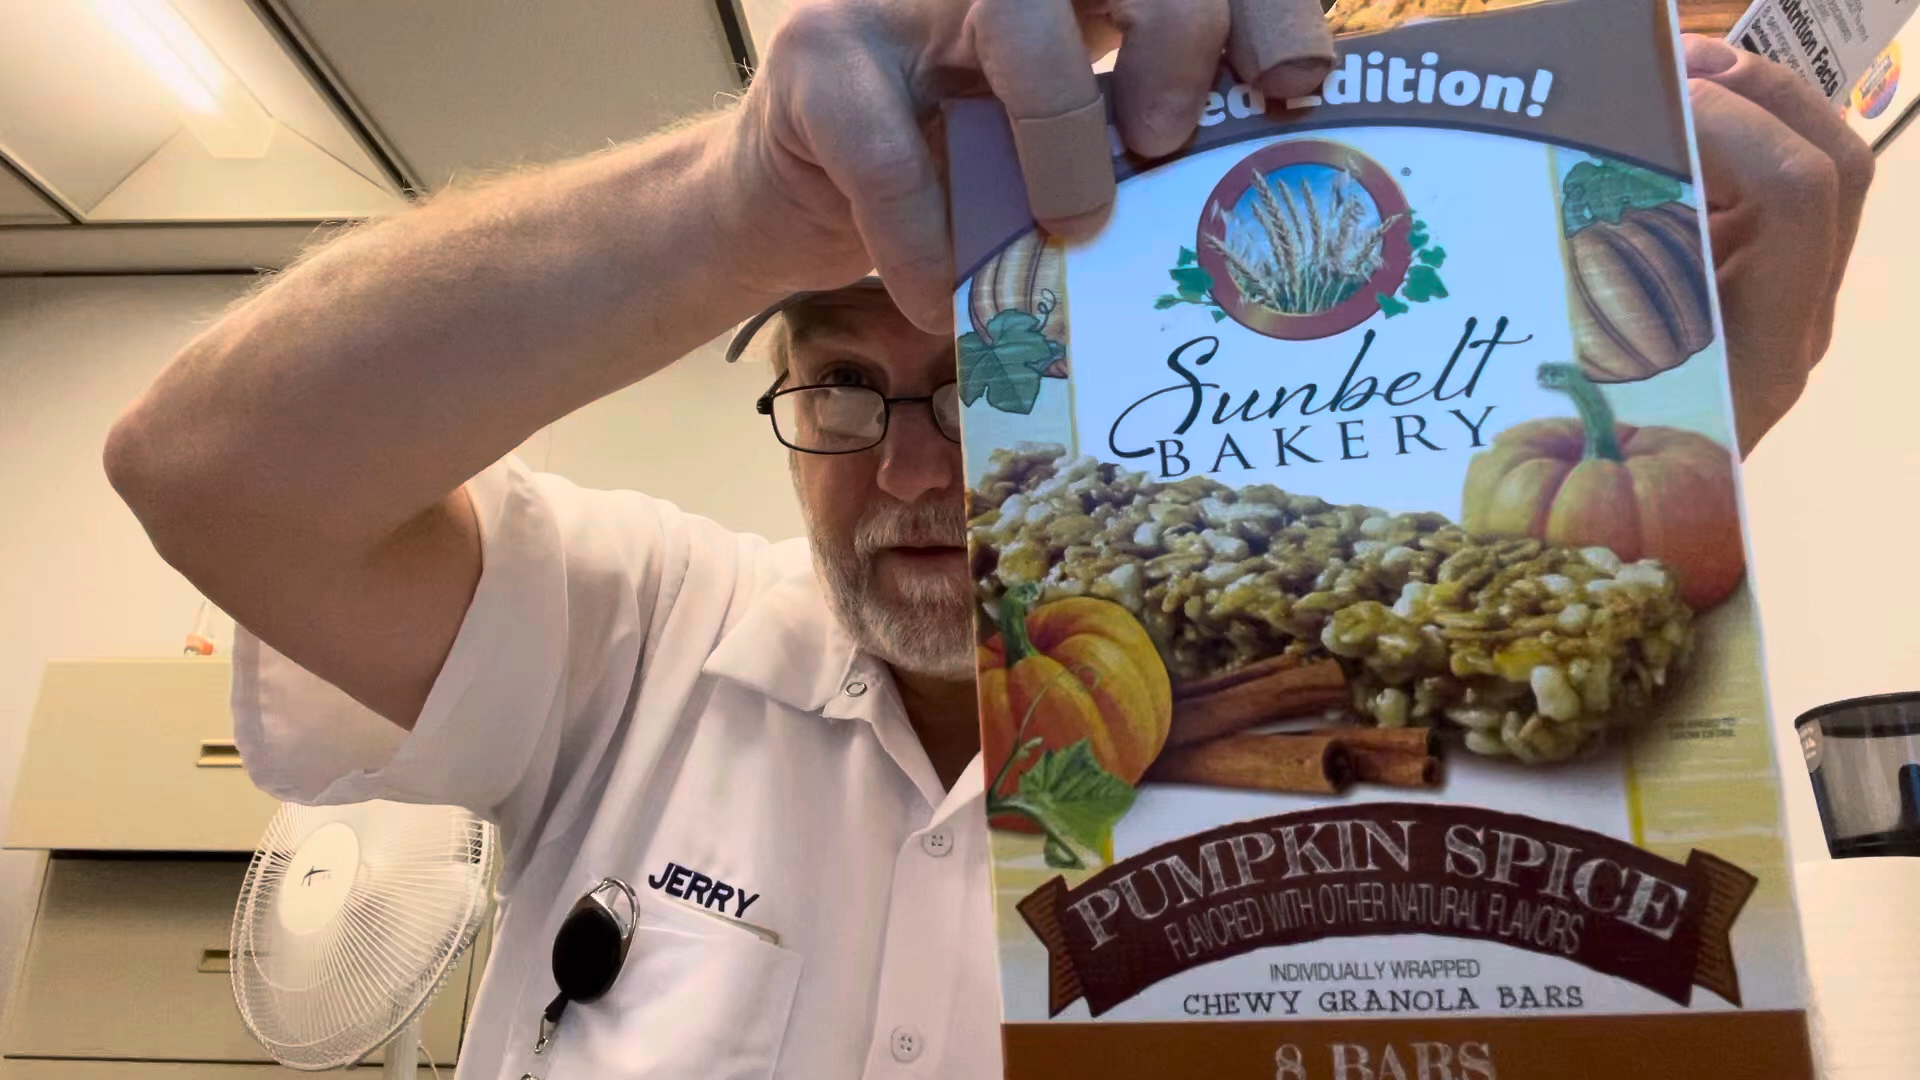 Nutrition Facts
ed Edition!
Sunbelt
BAKERY
PUMPKIN SPICE
FLAVORED WITH OTHER NATURAL FLAVORS
INDIVIDUALLY WRAPPED
CHEWY GRANOLA BARS
8 BARS
JERRY